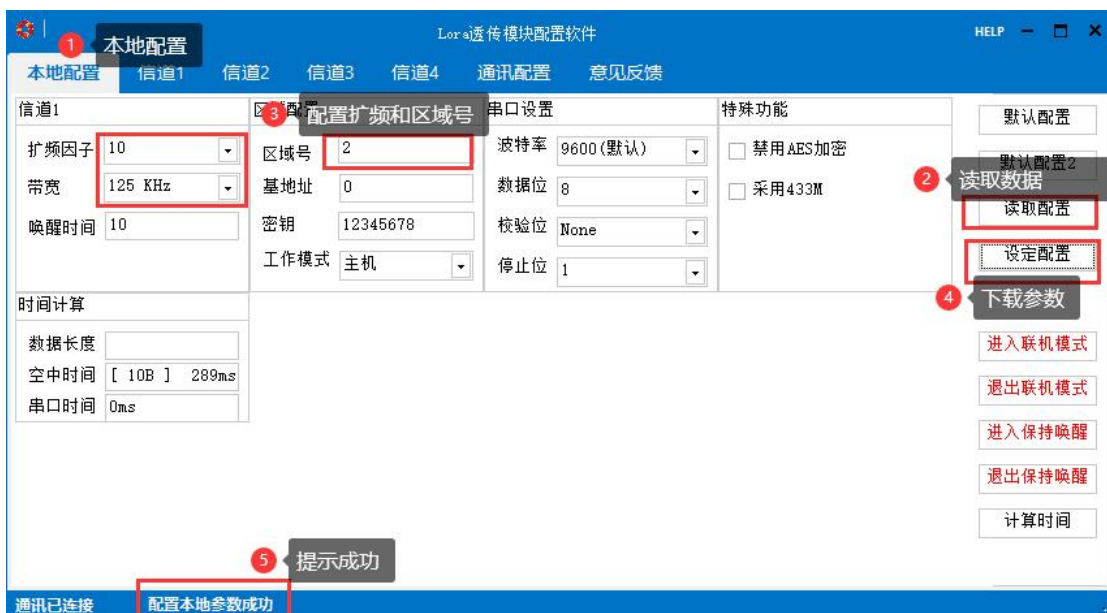 Lora透传模块配置软件
HELP
1 本地配置
本地配置 信道1 信道2 信道3 信道4 通讯配置 意见反馈
信道1
扩频因子 10
带宽 125 KHz
唤醒时间 10
3 配置扩频和区域号
区域号 2
基地址 0
密钥 12345678
工作模式 主机
串口设置
波特率 9600(默认)
数据位 8
校验位 None
停止位 1
特殊功能
禁用AES加密
采用433M
默认配置
默认配置2
2 读取数据
读取配置
设定配置
4 下载参数
进入联机模式
退出联机模式
进入保持唤醒
退出保持唤醒
计算时间
时间计算
数据长度
空中时间 [ 10B ] 289ms
串口时间 0ms
5 提示成功
通讯已连接 配置本地参数成功